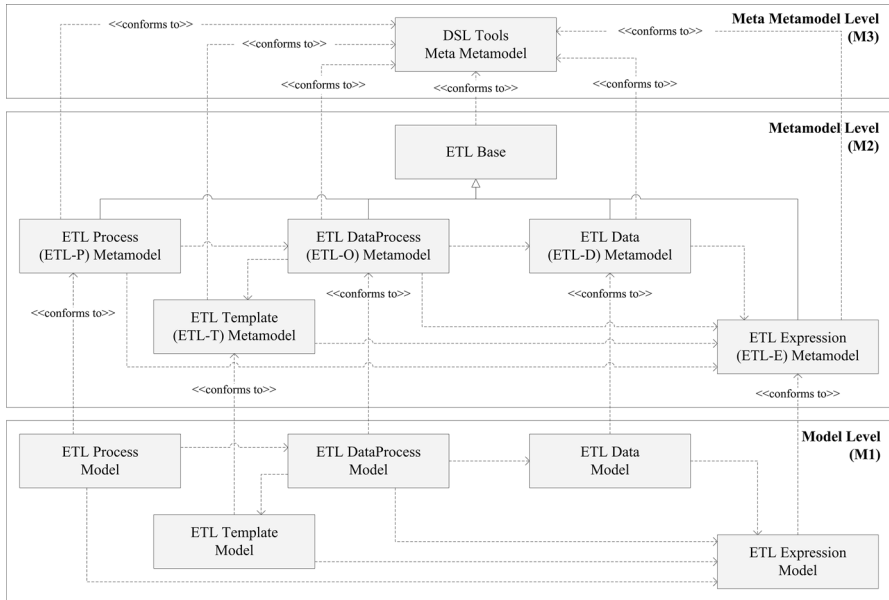 Meta Metamodel Level
(M3)
<<conforms to>>
DSL Tools
Meta Metamodel
<<conforms to>>
<<conforms to>>
<<conforms to>>
<<conforms to>>
<<conforms to>>
Metamodel Level
(M2)
ETL Base
ETL Process
(ETL-P) Metamodel
ETL DataProcess
(ETL-O) Metamodel
ETL Data
(ETL-D) Metamodel
<<conforms to>>
<<conforms to>>
<<conforms to>>
ETL Template
(ETL-T) Metamodel
ETL Expression
(ETL-E) Metamodel
<<conforms to>>
<<conforms to>>
Model Level
(M1)
ETL Process
Model
ETL DataProcess
Model
ETL Data
Model
ETL Template
Model
ETL Expression
Model